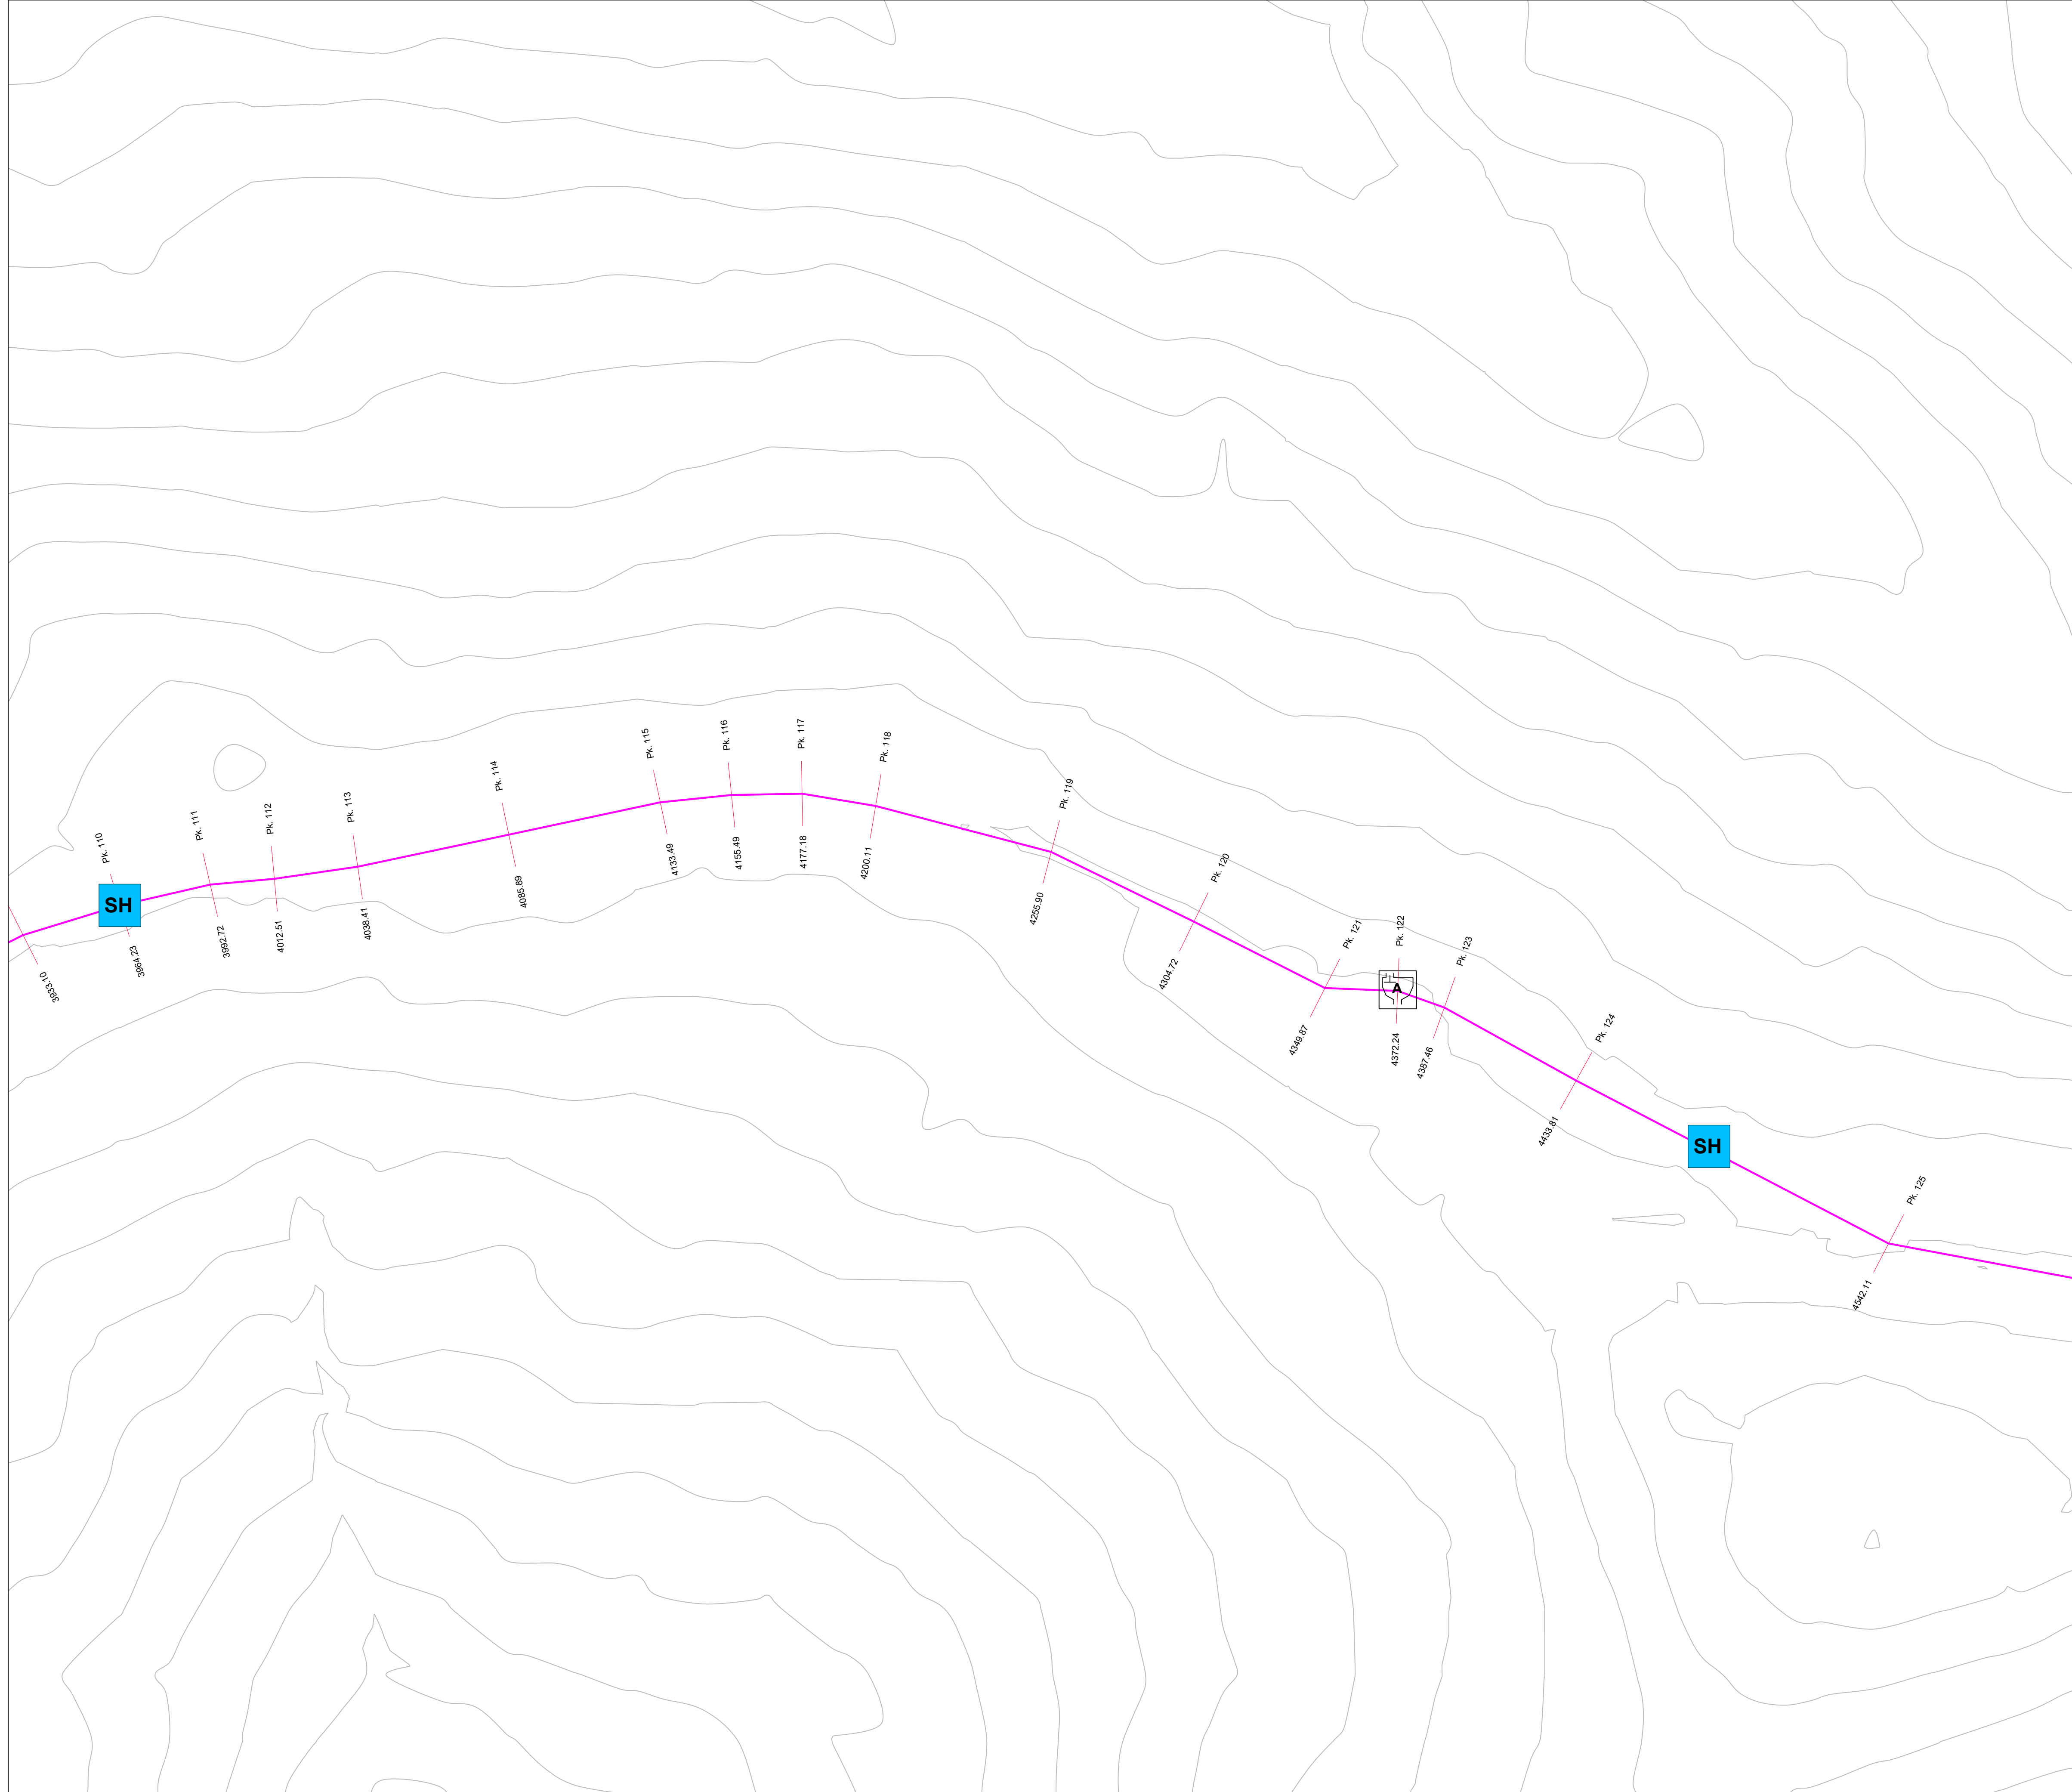 Pk. 110
Pk. 111
Pk. 112
Pk. 113
Pk. 114
Pk. 115
Pk. 116
Pk. 117
Pk. 118
Pk. 119
Pk. 120
Pk. 121
Pk. 122
Pk. 123
Pk. 124
Pk. 125
SH
A
SH
3933.10
3964.23
3992.72
4012.51
4038.41
4085.89
4133.49
4155.49
4177.18
4200.11
4255.90
4304.72
4349.87
4372.24
4387.46
4433.81
4542.11